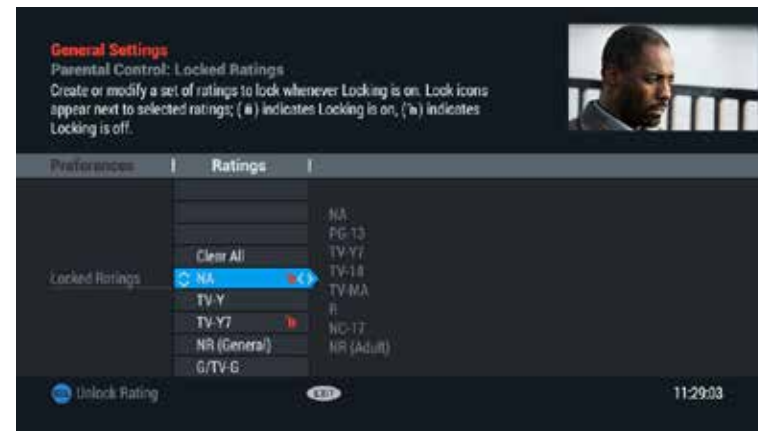 General Settings
Parental Control: Locked Ratings
Create or modify a set of ratings to lock whenever Locking is on. Lock icons
appear next to selected ratings; ( ) indicates Locking is on, ( ) indicates
Locking is off.
Preferences
Ratings
Clear All
Locked Ratings
NA
TV-Y
TV-Y7
NR (General)
G/TV-G
NA
PG-13
TV-Y7
TV-18
TV-MA
R
NC-17
NR (Adult)
Unlock Rating
EXIT
11:29:03